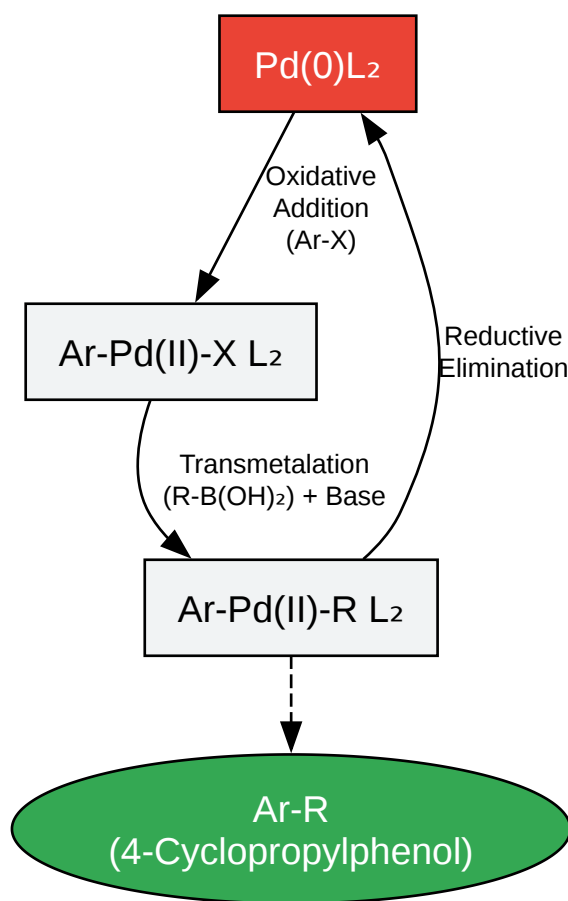 Pd(0)L₂
Oxidative
Addition
(Ar-X)
Ar-Pd(II)-X L₂
Reductive
Elimination
Transmetalation
(R-B(OH)₂) + Base
Ar-Pd(II)-R L₂
Ar-R
(4-Cyclopropylphenol)